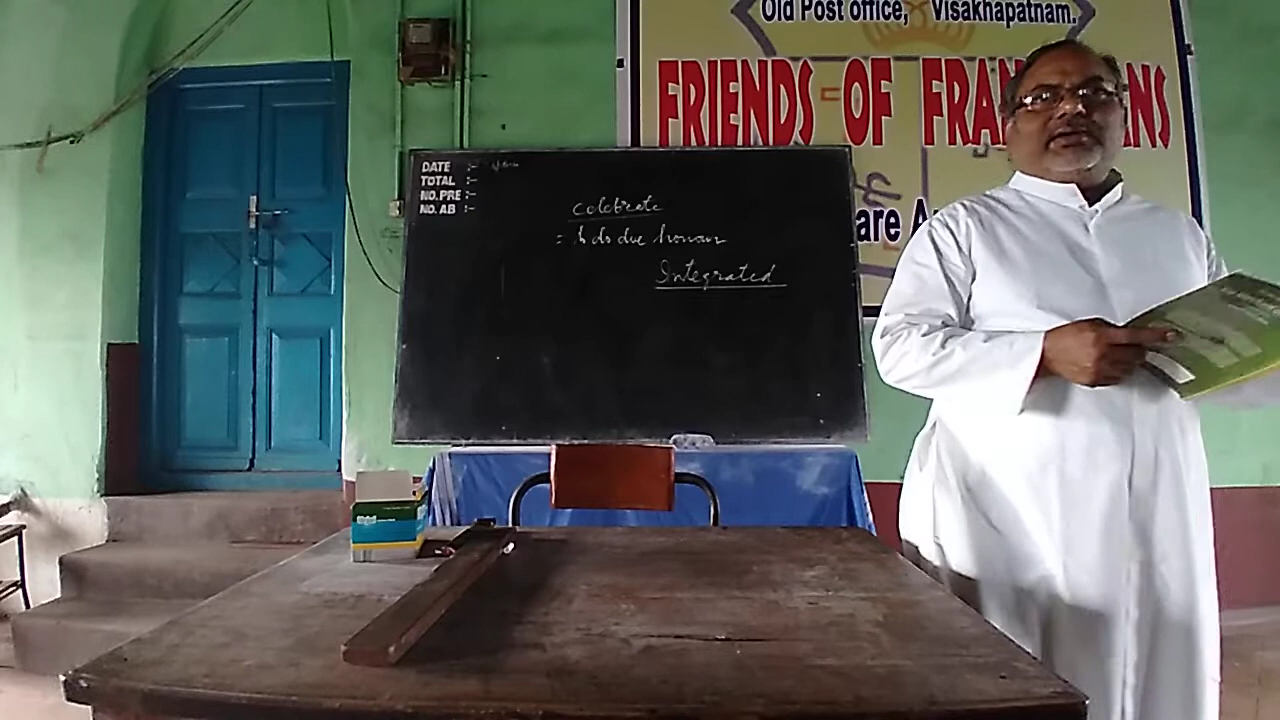 Old Post office, Visakhapatnam.
FRIENDS OF FRAN ANS
are A
DATE :-
TOTAL :-
NO. PRE :-
NO. AB :-
celebrate
= to do due honour
Integrated